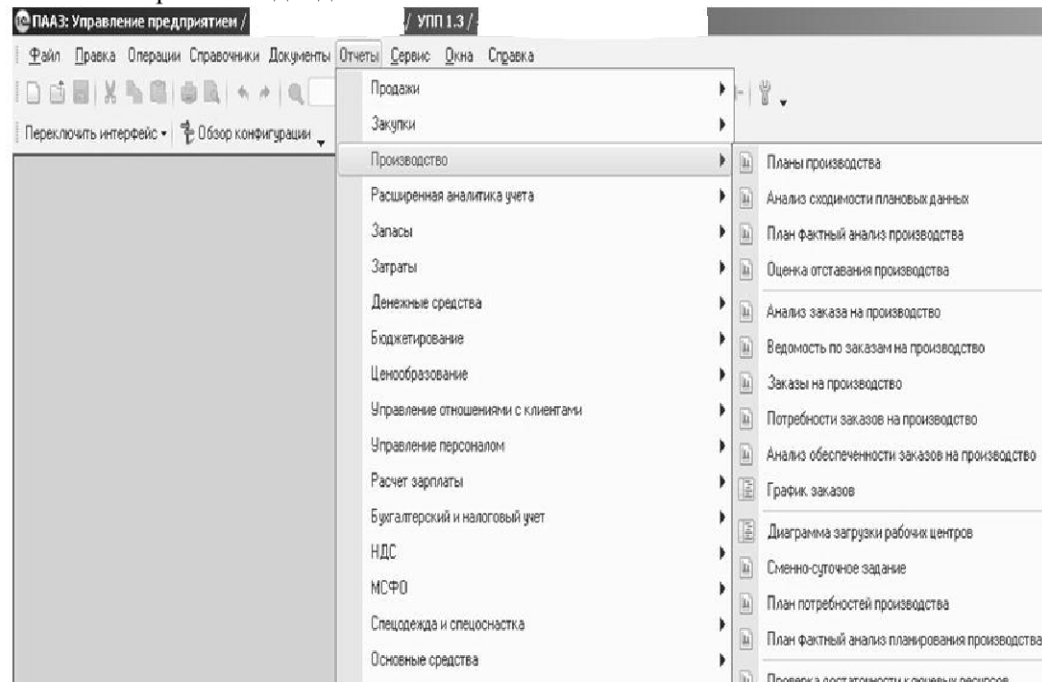 ПААЗ: Управление предприятием / / УПП 1.3 /
Файл Правка Операции Справочники Документы Отчеты Сервис Окна Справка
Переключить интерфейс Обзор конфигурации
Продажи
Закупки
Производство
Расширенная аналитика учета
Запасы
Затраты
Денежные средства
Бюджетирование
Ценообразование
Управление отношениями с клиентами
Управление персоналом
Расчет зарплаты
Бухгалтерский и налоговый учет
НДС
МСФО
Спецодежда и спецоснастка
Основные средства
Планы производства
Анализ сходимости плановых данных
План фактный анализ производства
Оценка отставания производства
Анализ заказа на производство
Ведомость по заказам на производство
Заказы на производство
Потребности заказов на производство
Анализ обеспеченности заказов на производство
График заказов
Диаграмма загрузки рабочих центров
Сменно-суточное задание
План потребностей производства
План фактный анализ планирования производства
Проверка достаточности ключевых ресурсов